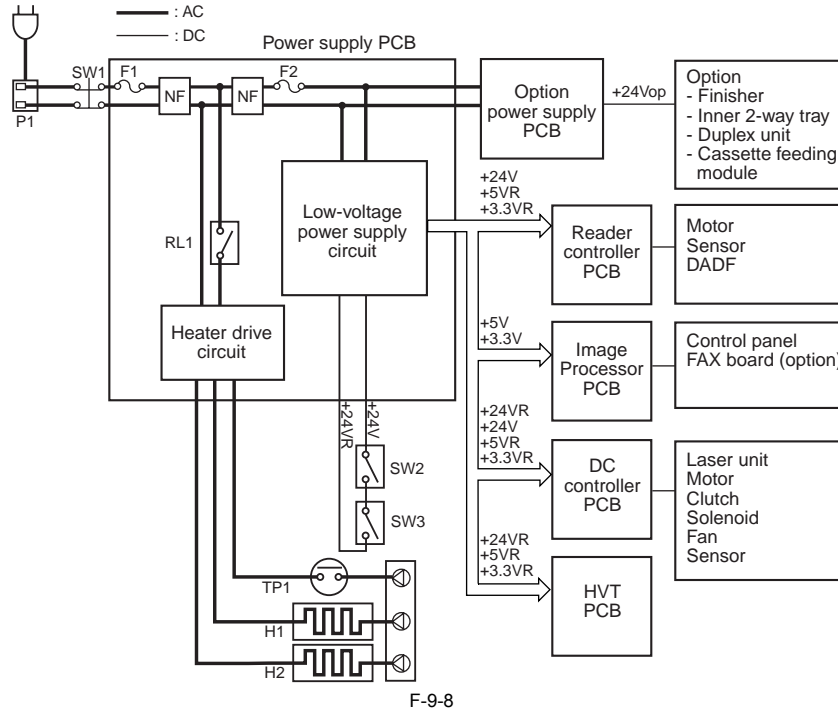 : AC
: DC
Power supply PCB
SW1
F1
F2
NF
NF
P1
Option
power supply
PCB
+24Vop
Option
- Finisher
- Inner 2-way tray
- Duplex unit
- Cassette feeding
module
RL1
Low-voltage
power supply
circuit
+24V
+5VR
+3.3VR
Reader
controller
PCB
Motor
Sensor
DADF
Heater drive
circuit
+5V
+3.3V
Image
Processor
PCB
Control panel
FAX board (option)
+24VR
+24V
SW2
SW3
+24VR
+24V
+5VR
+3.3VR
DC
controller
PCB
Laser unit
Motor
Clutch
Solenoid
Fan
Sensor
+24VR
+5VR
+3.3VR
HVT
PCB
TP1
H1
H2
F-9-8